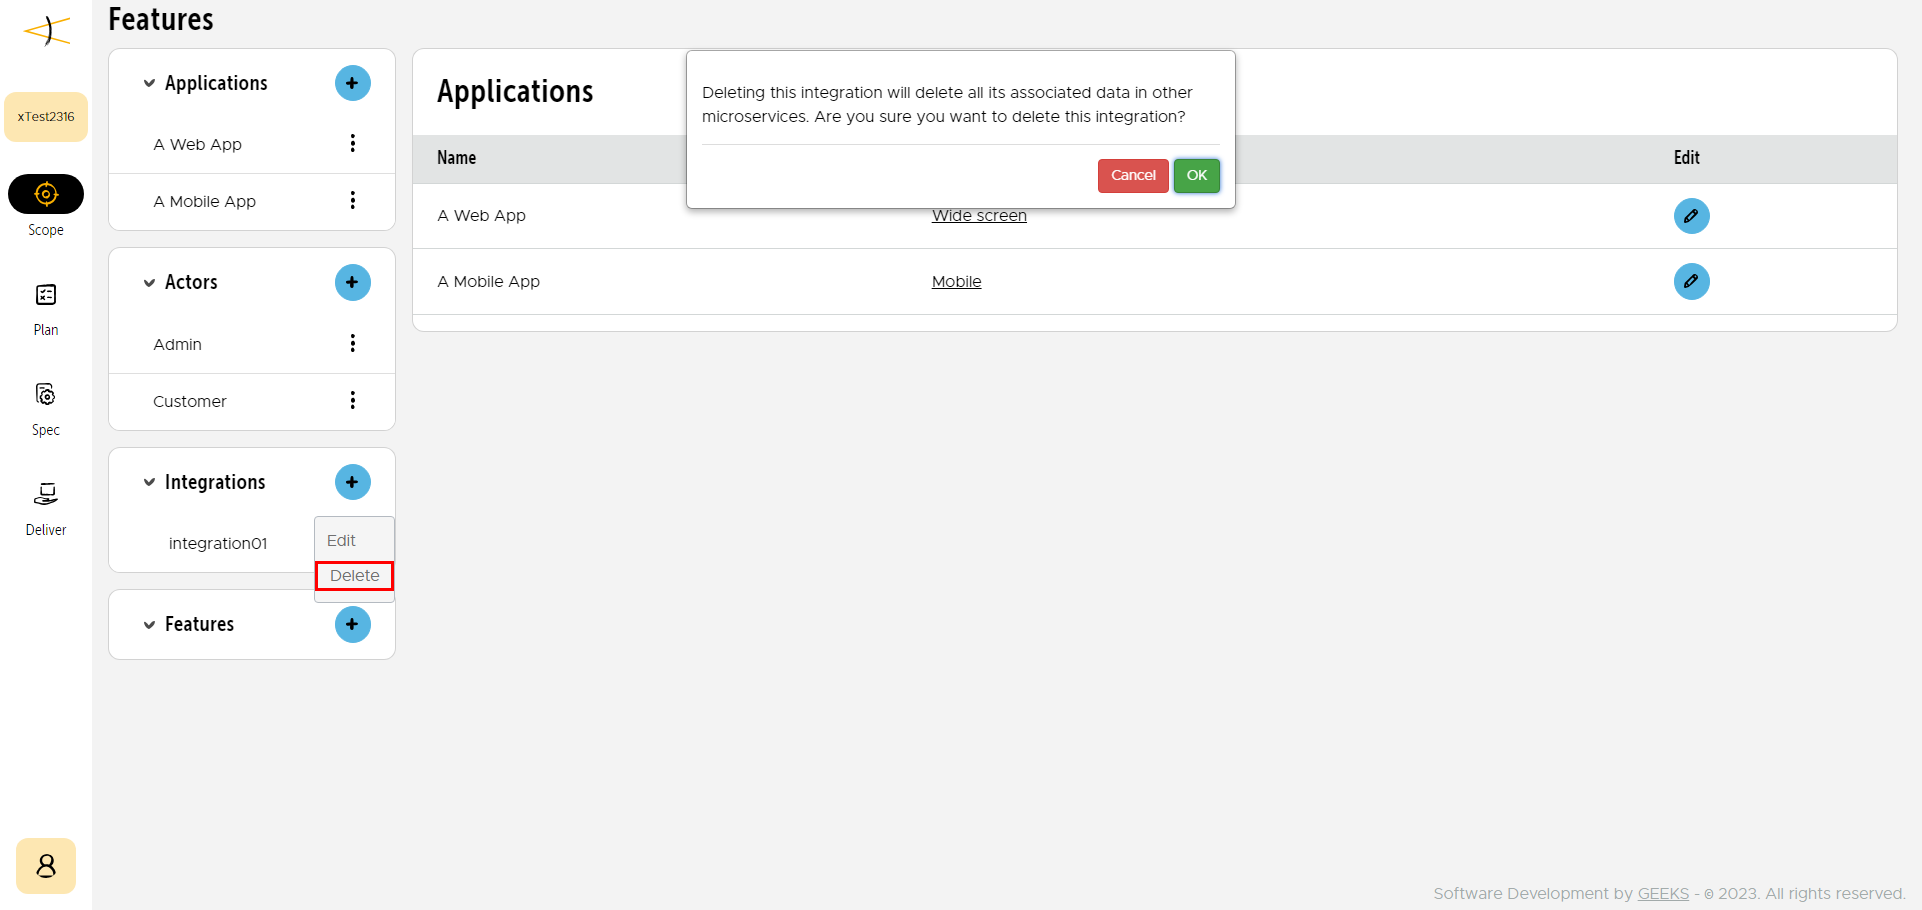 Features
xTest2316
Scope
Plan
Spec
Deliver
Applications
A Web App
A Mobile App
Actors
Admin
Customer
Integrations
integration01
Edit
Delete
Features
Applications
Name
Edit
A Web App
Wide screen
A Mobile App
Mobile
Deleting this integration will delete all its associated data in other
microservices. Are you sure you want to delete this integration?
Cancel
OK
Software Development by GEEKS - © 2023. All rights reserved.